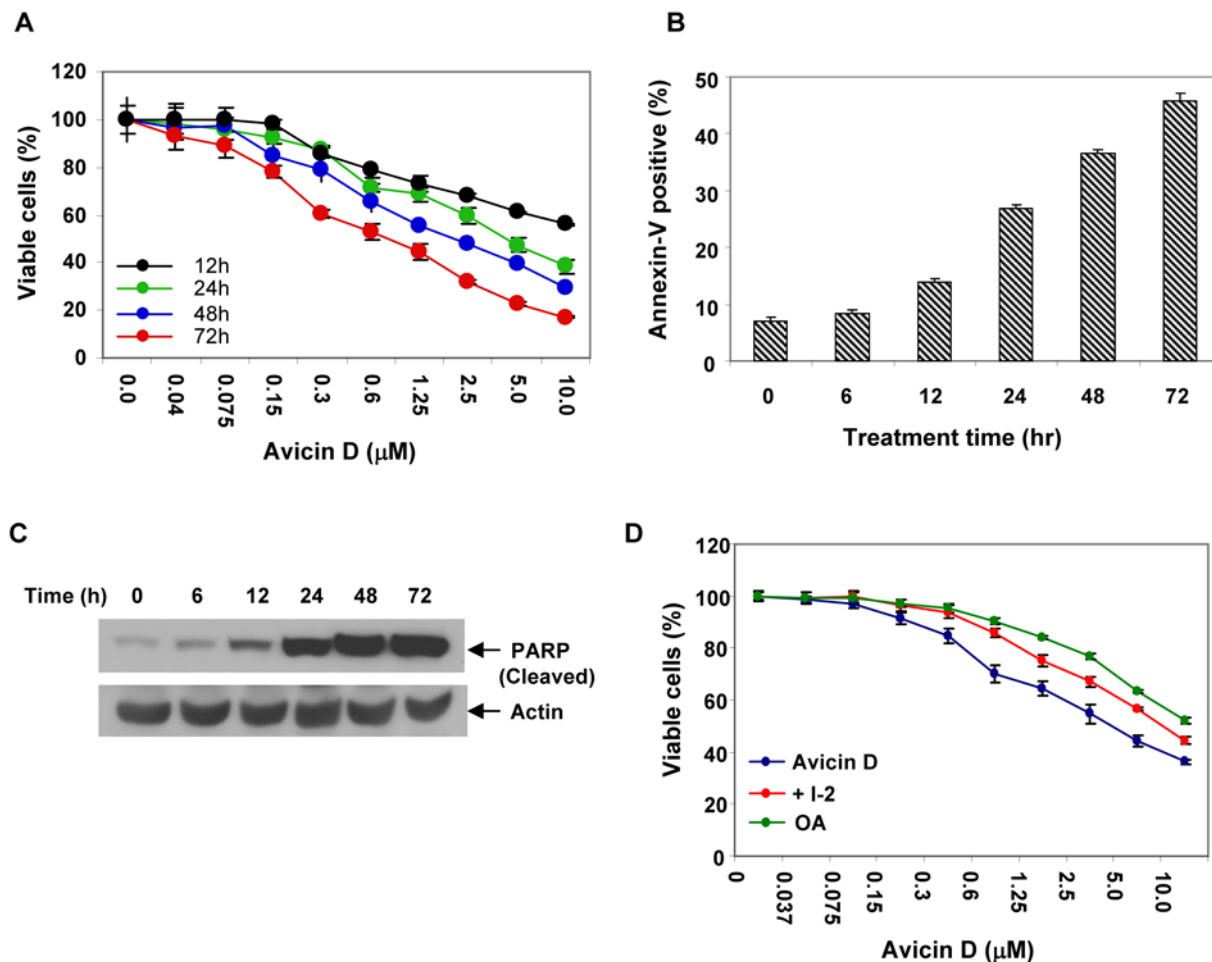 A
120
100
80
60
40
20
0
Viable cells (%)
12h
24h
48h
72h
0.0 0.04 0.075 0.15 0.3 0.6 1.25 2.5 5.0 10.0
Avicin D (μM)
B
50
40
30
20
10
0
Annexin-V positive (%)
0 6 12 24 48 72
Treatment time (hr)
C
Time (h) 0 6 12 24 48 72
PARP
(Cleaved)
Actin
D
120
100
80
60
40
20
0
Viable cells (%)
Avicin D
+ I-2
OA
0 0.037 0.075 0.15 0.3 0.6 1.25 2.5 5.0 10.0
Avicin D (μM)